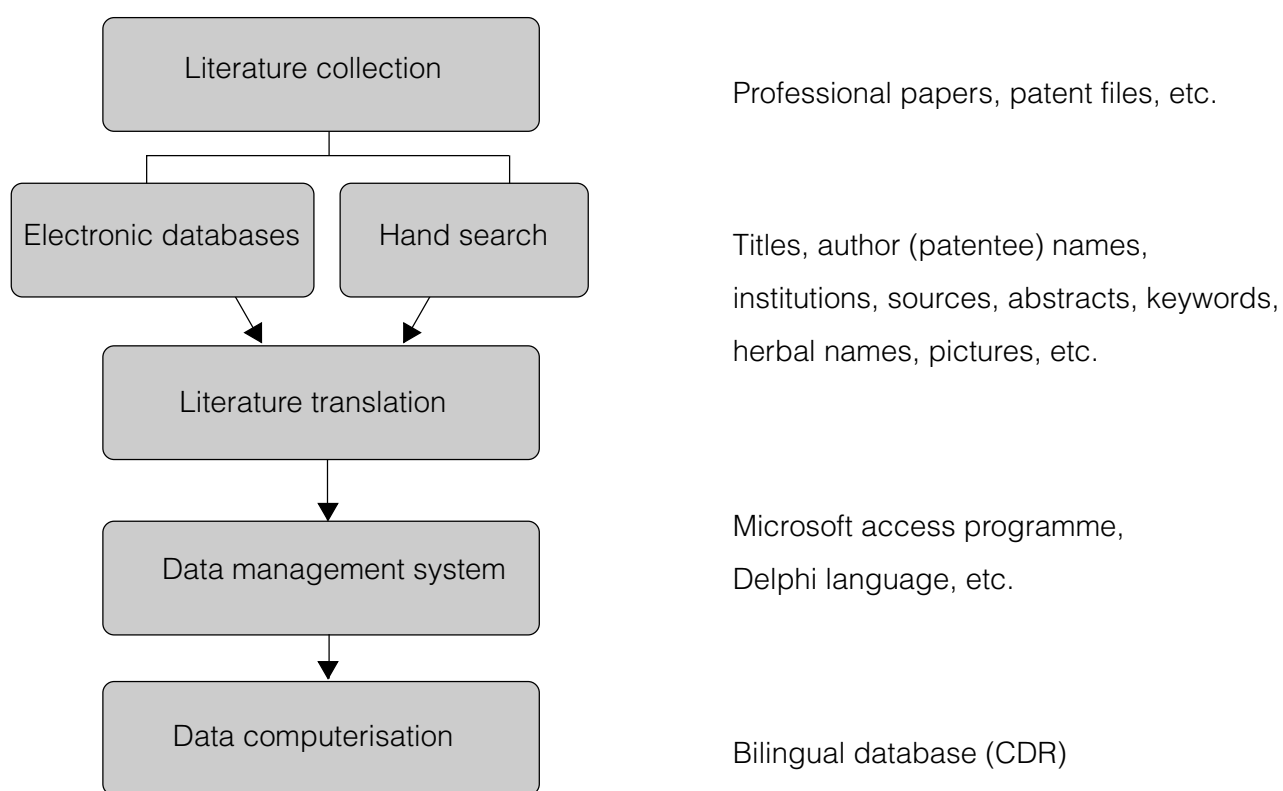 Literature collection
Professional papers, patent files, etc.
Electronic databases
Hand search
Titles, author (patentee) names,
institutions, sources, abstracts, keywords,
herbal names, pictures, etc.
Literature translation
Data management system
Microsoft access programme,
Delphi language, etc.
Data computerisation
Bilingual database (CDR)